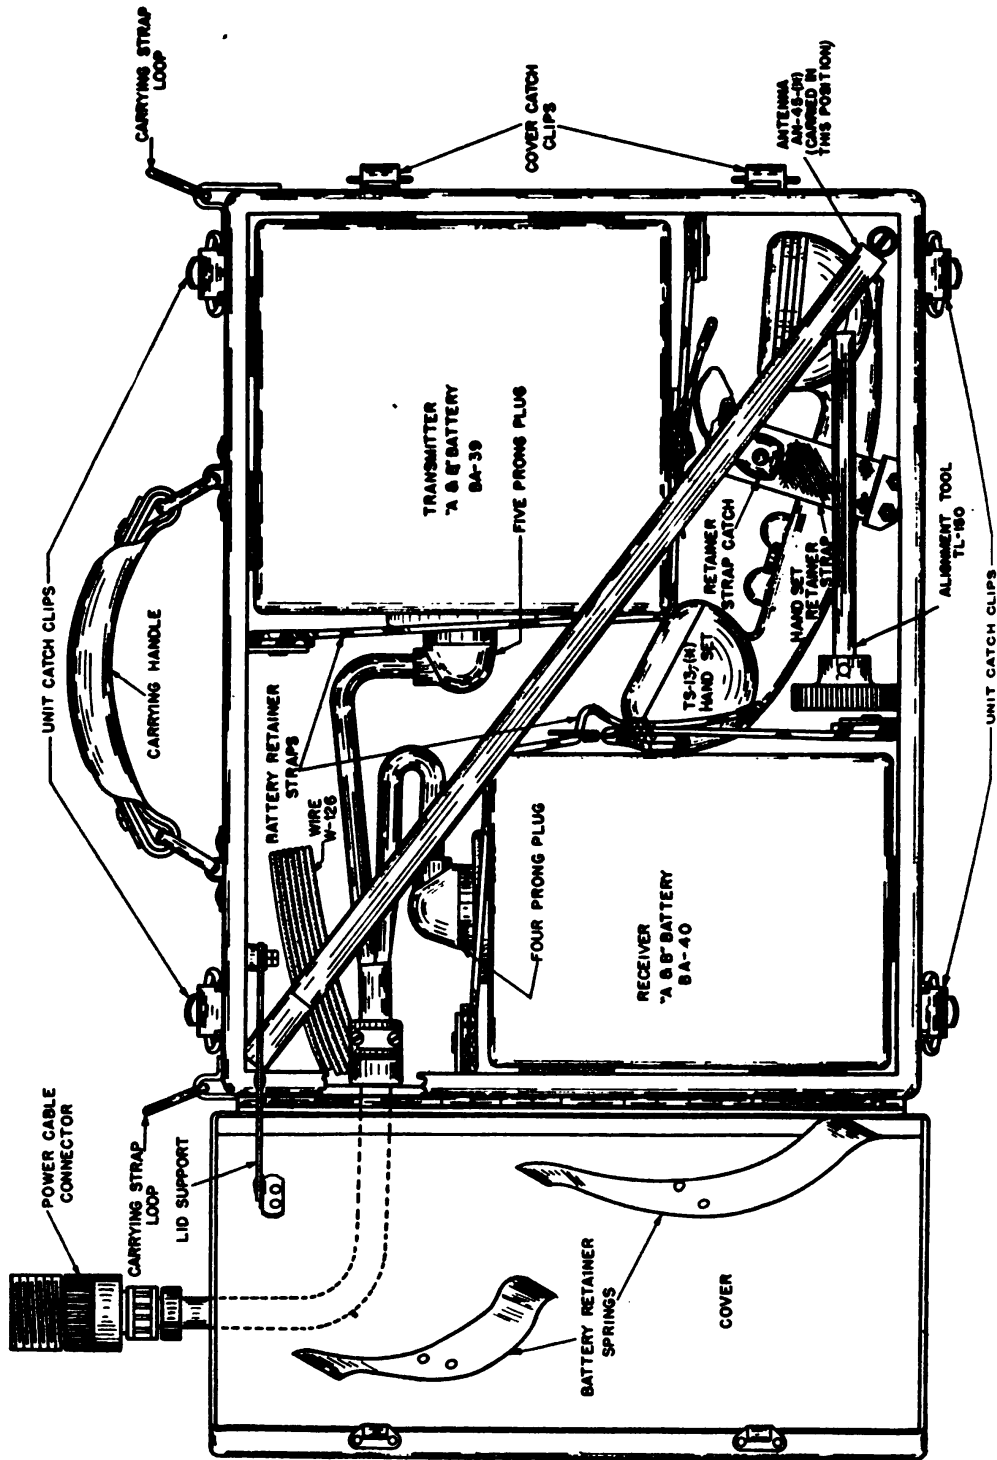 POWER CABLE
CONNECTOR
UNIT CATCH CLIPS
CARRYING STRAP
LOOP
CARRYING HANDLE
CARRYING STRAP
LOOP
LID SUPPORT
BATTERY RETAINER
STRAPS
WIRE
W-126
TRANSMITTER
"A & B" BATTERY
BA-39
FIVE PRONG PLUG
COVER CATCH
CLIPS
FOUR PRONG PLUG
BATTERY RETAINER
SPRINGS
RECEIVER
"A & B" BATTERY
BA-40
TS-13-
HAND SET
RETAINER
STRAP CATCH
COVER
HAND SET
RETAINER
STRAP
ANTENNA
AN-45-
(CARRIED IN
THIS POSITION)
ALIGNMENT TOOL
UNIT CATCH CLIPS